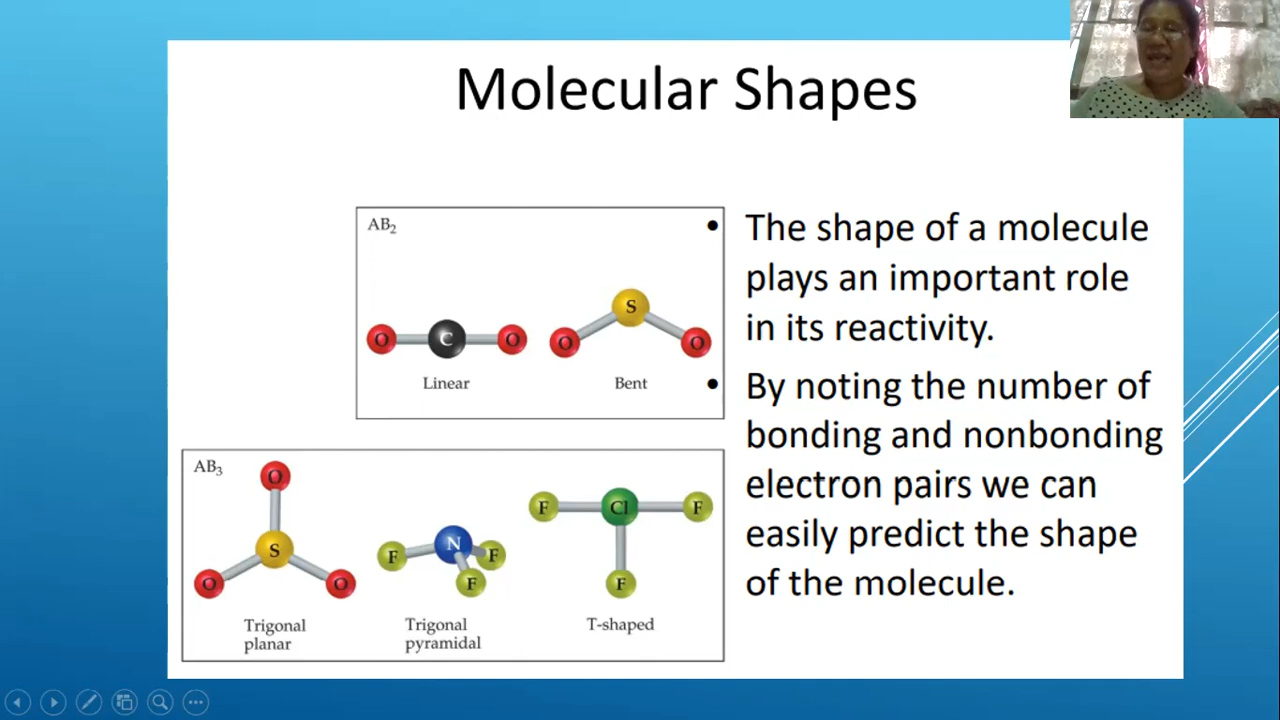 Molecular Shapes
AB₂
O C O
S
O O
Linear
Bent
AB₃
O
S
O O
Trigonal
planar
N
F F
F
Trigonal
pyramidal
F Cl F
F
T-shaped
• The shape of a molecule
plays an important role
in its reactivity.
• By noting the number of
bonding and nonbonding
electron pairs we can
easily predict the shape
of the molecule.